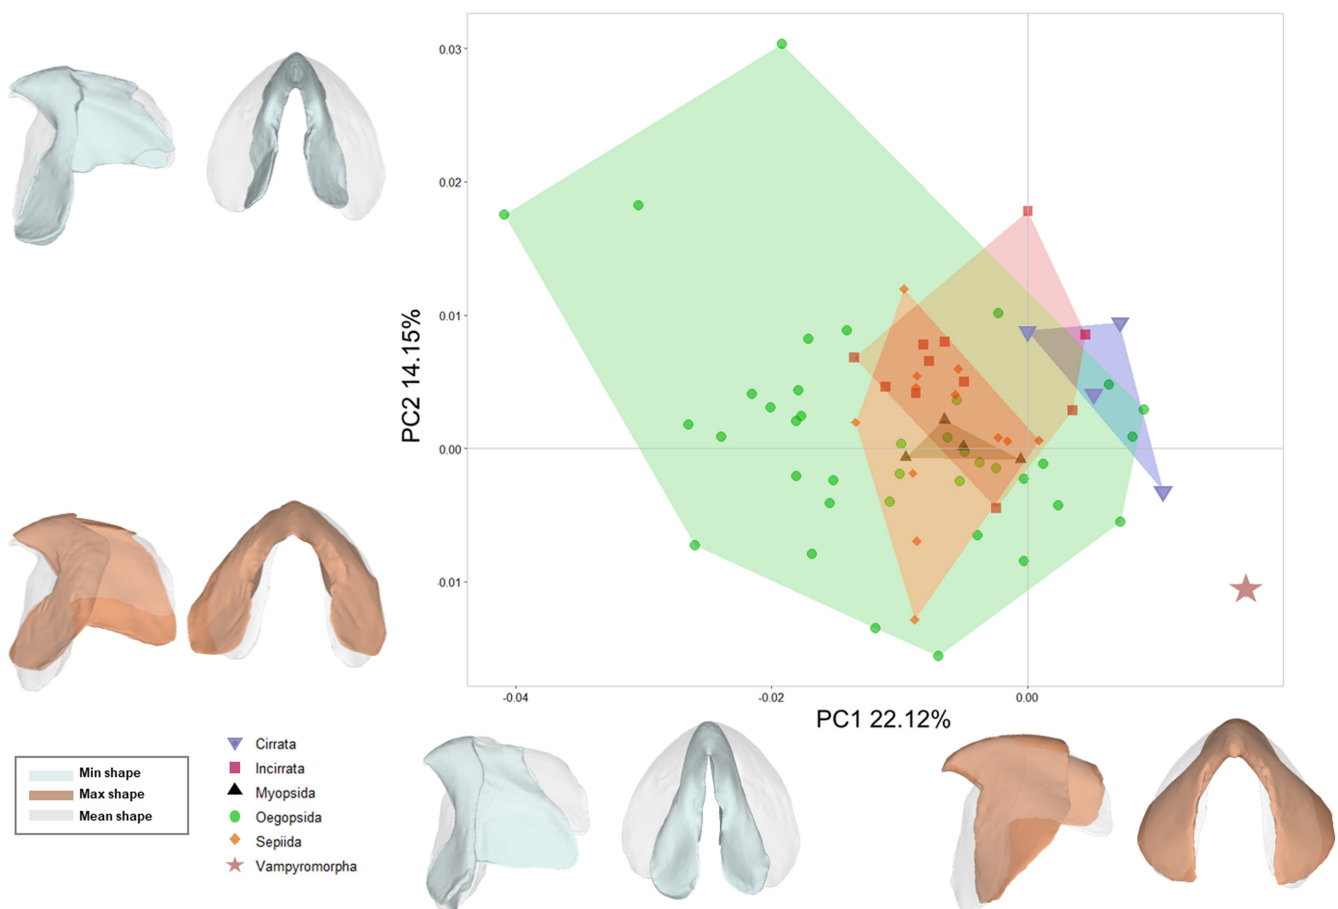 0.03
0.02
0.01
0.00
-0.01
PC2 14.15%
-0.04
-0.02
0.00
PC1 22.12%
Min shape
Max shape
Mean shape
Cirrata
Incirrata
Myopsida
Oegopsida
Sepiida
Vampyromorpha